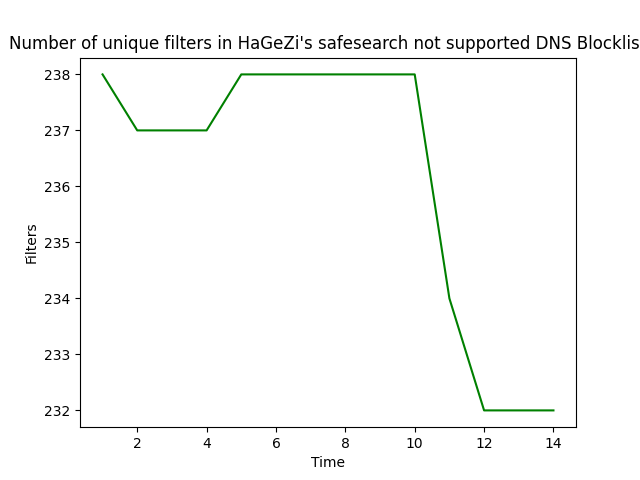 Number of unique filters in HaGeZi's safesearch not supported DNS Blocklis
238
237
236
235
234
233
232
Filters
2 4 6 8 10 12 14
Time